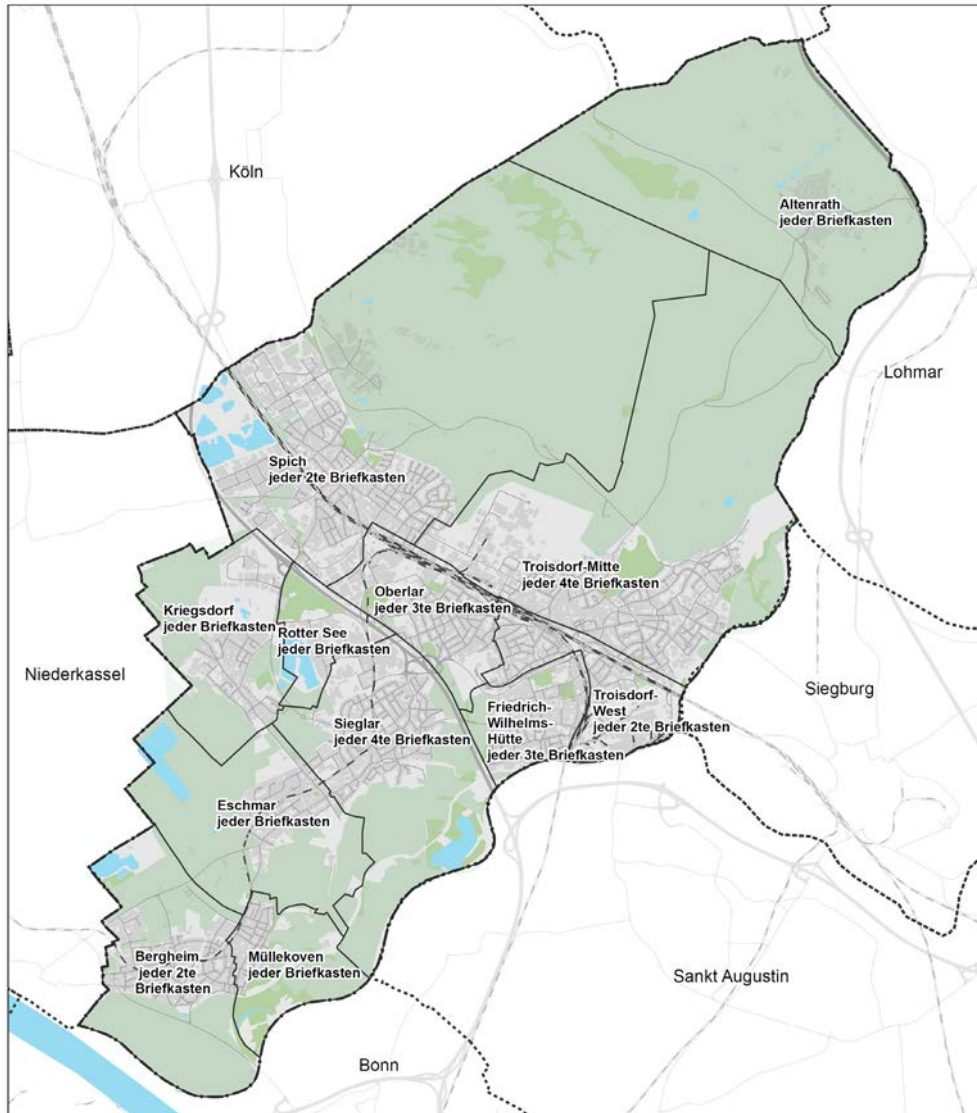 Köln
Altenrath
jeder Briefkasten
Lohmar
Spich
jeder 2te Briefkasten
Troisdorf-Mitte
jeder 4te Briefkasten
Oberlar
jeder 3te Briefkasten
Kriegsdorf
jeder Briefkasten
Rotter See
jeder Briefkasten
Niederkassel
Siegburg
Troisdorf-
West
jeder 2te Briefkasten
Friedrich-
Wilhelms-
Hütte
jeder 3te Briefkasten
Sieglar
jeder 4te Briefkasten
Eschmar
jeder Briefkasten
Bergheim
jeder 2te
Briefkasten
Müllekoven
jeder Briefkasten
Sankt Augustin
Bonn